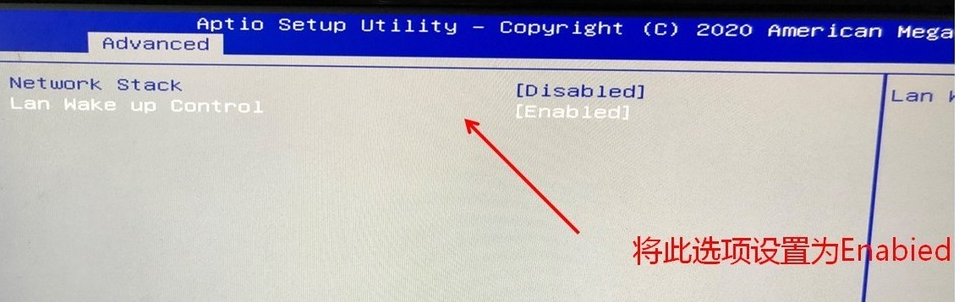 Aptio Setup Utility – Copyright (C) 2020 American Mega
Advanced
Network Stack [Disabled] Lan
Lan Wake up Control [Enabled]
将此选项设置为Enabied